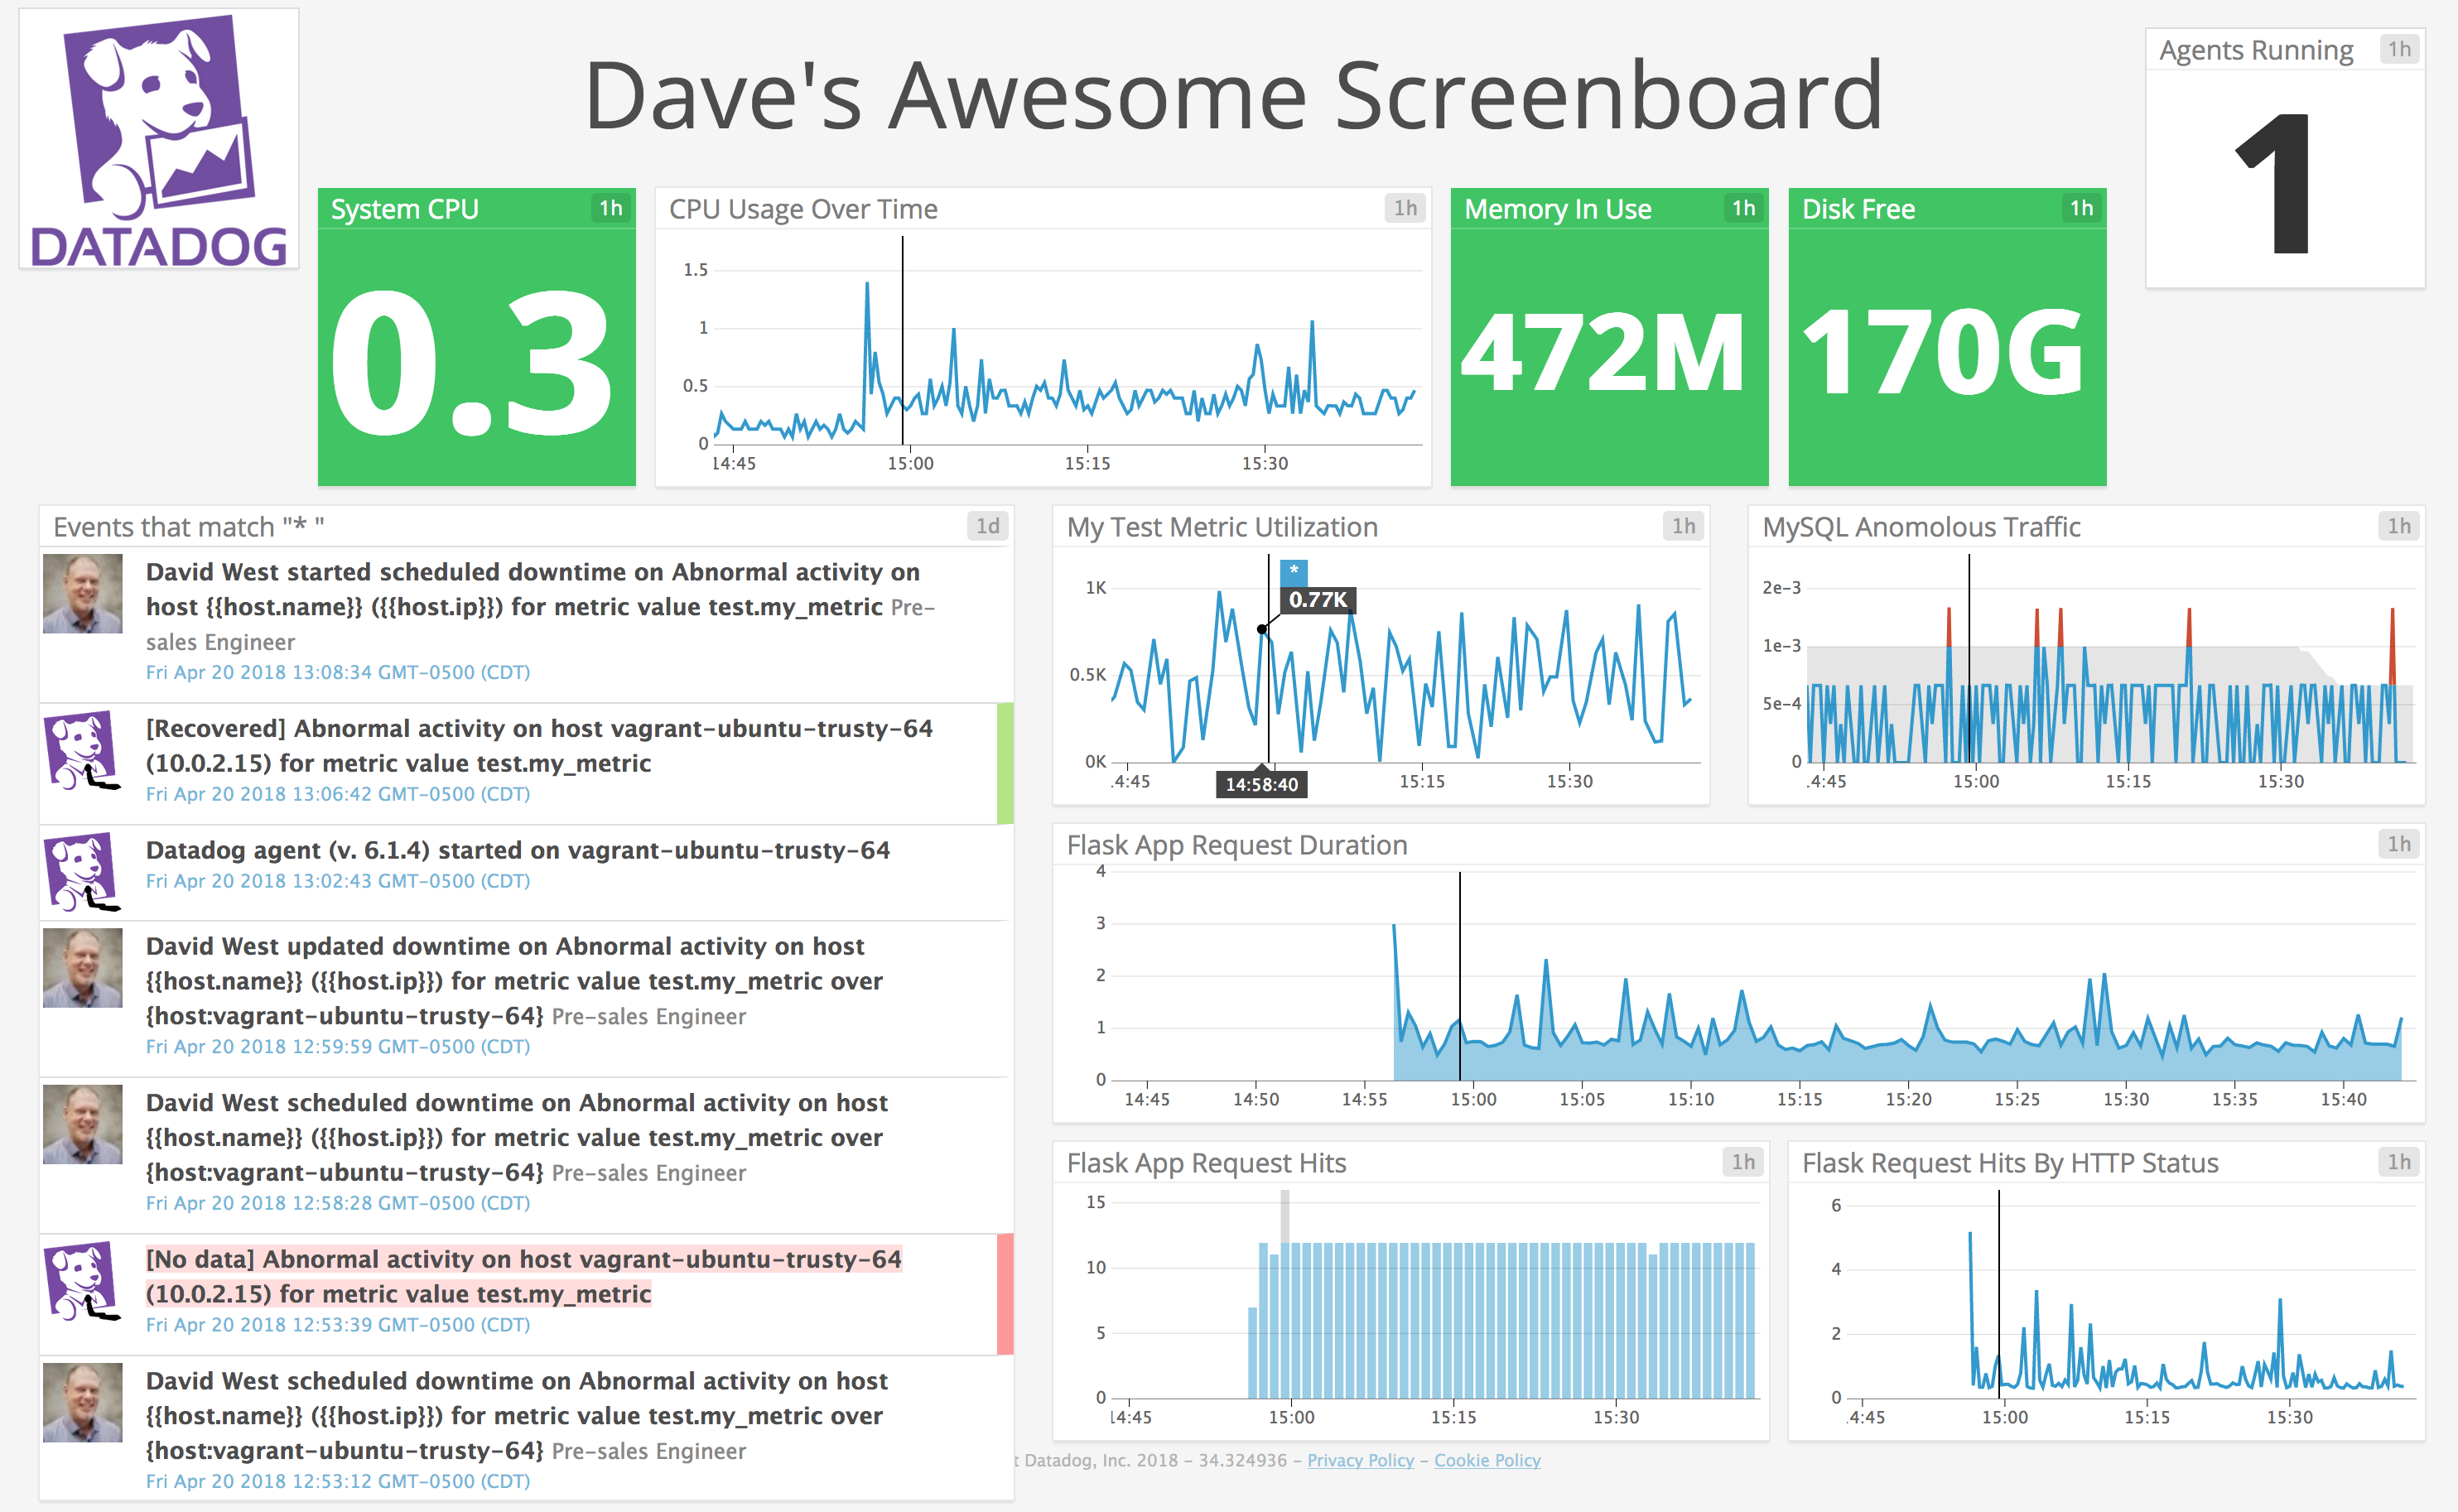 DATADOG
Dave's Awesome Screenboard
Agents Running 1h
1
System CPU 1h
0.3
CPU Usage Over Time 1h
1.5
1
0.5
0
14:45 15:00 15:15 15:30
Memory In Use 1h
472M
Disk Free 1h
170G
Events that match "* " 1d
David West started scheduled downtime on Abnormal activity on
host {{host.name}} ({{host.ip}}) for metric value test.my_metric Pre-
sales Engineer
Fri Apr 20 2018 13:08:34 GMT-0500 (CDT)
[Recovered] Abnormal activity on host vagrant-ubuntu-trusty-64
(10.0.2.15) for metric value test.my_metric
Fri Apr 20 2018 13:06:42 GMT-0500 (CDT)
Datadog agent (v. 6.1.4) started on vagrant-ubuntu-trusty-64
Fri Apr 20 2018 13:02:43 GMT-0500 (CDT)
David West updated downtime on Abnormal activity on host
{{host.name}} ({{host.ip}}) for metric value test.my_metric over
{host:vagrant-ubuntu-trusty-64} Pre-sales Engineer
Fri Apr 20 2018 12:59:59 GMT-0500 (CDT)
David West scheduled downtime on Abnormal activity on host
{{host.name}} ({{host.ip}}) for metric value test.my_metric over
{host:vagrant-ubuntu-trusty-64} Pre-sales Engineer
Fri Apr 20 2018 12:58:28 GMT-0500 (CDT)
[No data] Abnormal activity on host vagrant-ubuntu-trusty-64
(10.0.2.15) for metric value test.my_metric
Fri Apr 20 2018 12:53:39 GMT-0500 (CDT)
David West scheduled downtime on Abnormal activity on host
{{host.name}} ({{host.ip}}) for metric value test.my_metric over
{host:vagrant-ubuntu-trusty-64} Pre-sales Engineer
Fri Apr 20 2018 12:53:12 GMT-0500 (CDT)
My Test Metric Utilization 1h
*
1K
0.77K
0.5K
0K
4:45 14:58:40 15:15 15:30
MySQL Anomolous Traffic 1h
2e-3
1e-3
5e-4
0
4:45 15:00 15:15 15:30
Flask App Request Duration 1h
4
3
2
1
0
14:45 14:50 14:55 15:00 15:05 15:10 15:15 15:20 15:25 15:30 15:35 15:40
Flask App Request Hits 1h
15
10
5
0
14:45 15:00 15:15 15:30
Flask Request Hits By HTTP Status 1h
6
4
2
0
4:45 15:00 15:15 15:30
t Datadog, Inc. 2018 - 34.324936 - Privacy Policy - Cookie Policy